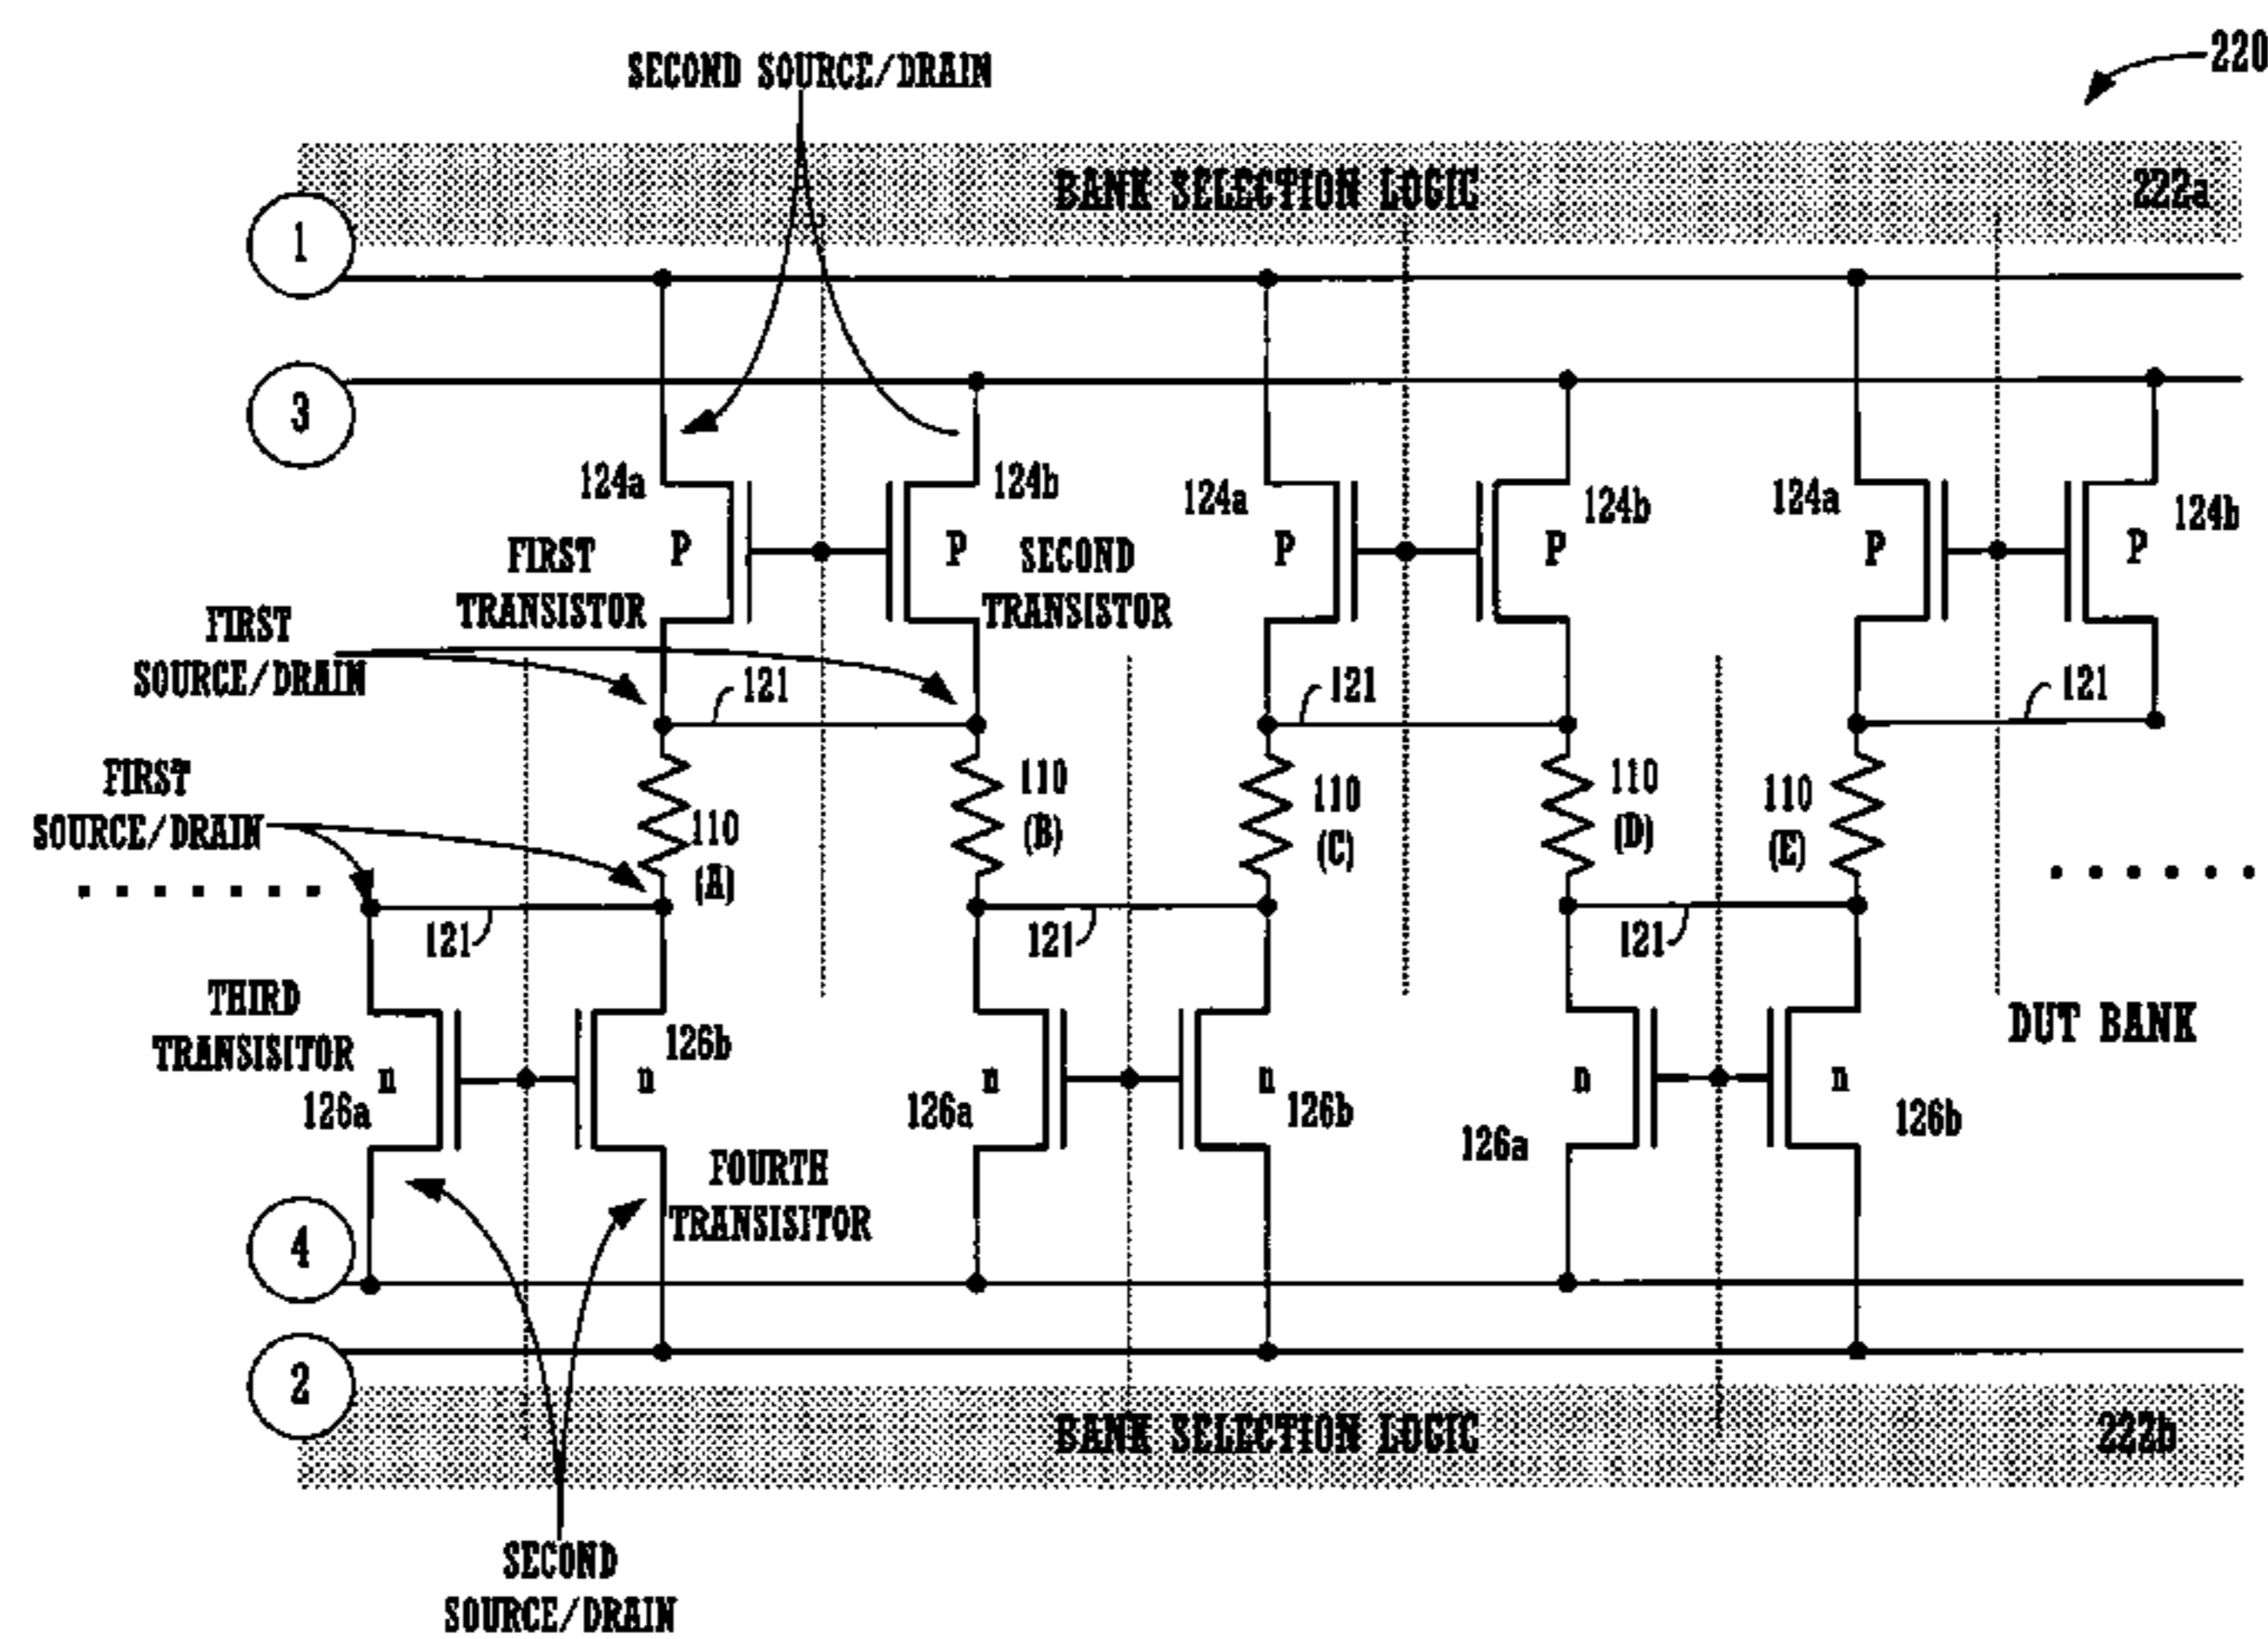 220
SECOND SOURCE/DRAIN
BANK SELECTION LOGIC
222a
1
3
124a
124b
124a
124b
124a
124b
P
P
P
P
P
P
FIRST
TRANSISTOR
SECOND
TRANSISTOR
FIRST
SOURCE/DRAIN
121
121
121
FIRST
SOURCE/DRAIN
110
(A)
110
(B)
110
(C)
110
(D)
110
(E)
121
121
121
THIRD
TRANSISITOR
126a
n
n
126b
126a
n
n
126b
126a
n
n
126b
DUT BANK
FOURTH
TRANSISITOR
4
2
BANK SELECTION LOGIC
222b
SECOND
SOURCE/DRAIN